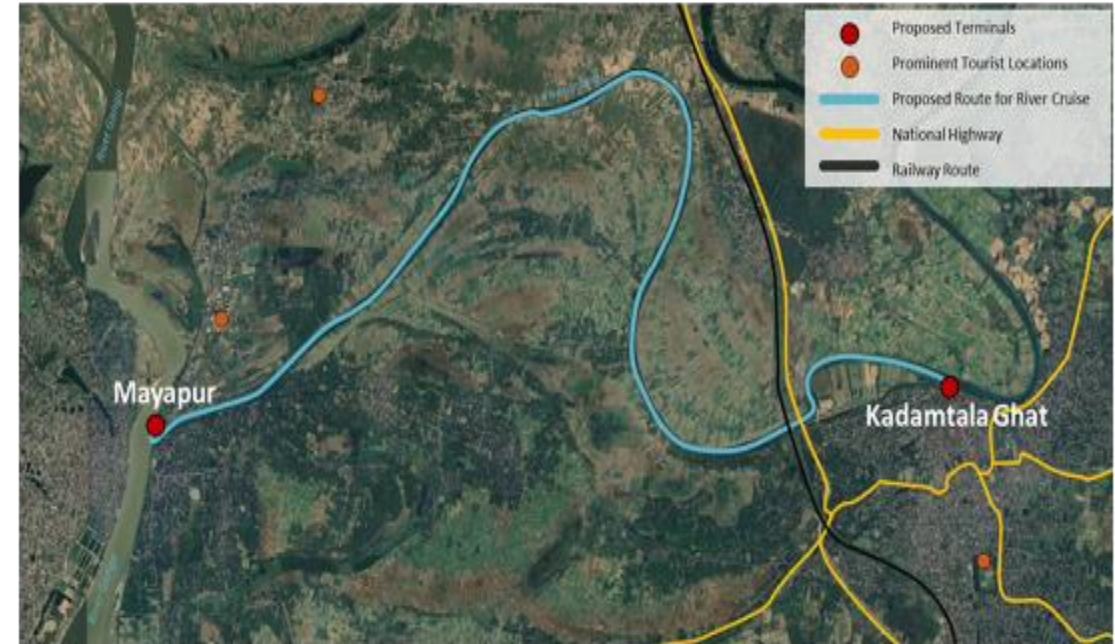 Proposed Terminals
Prominent Tourist Locations
Proposed Route for River Cruise
National Highway
Railway Route
Mayapur
Kadamtala Ghat